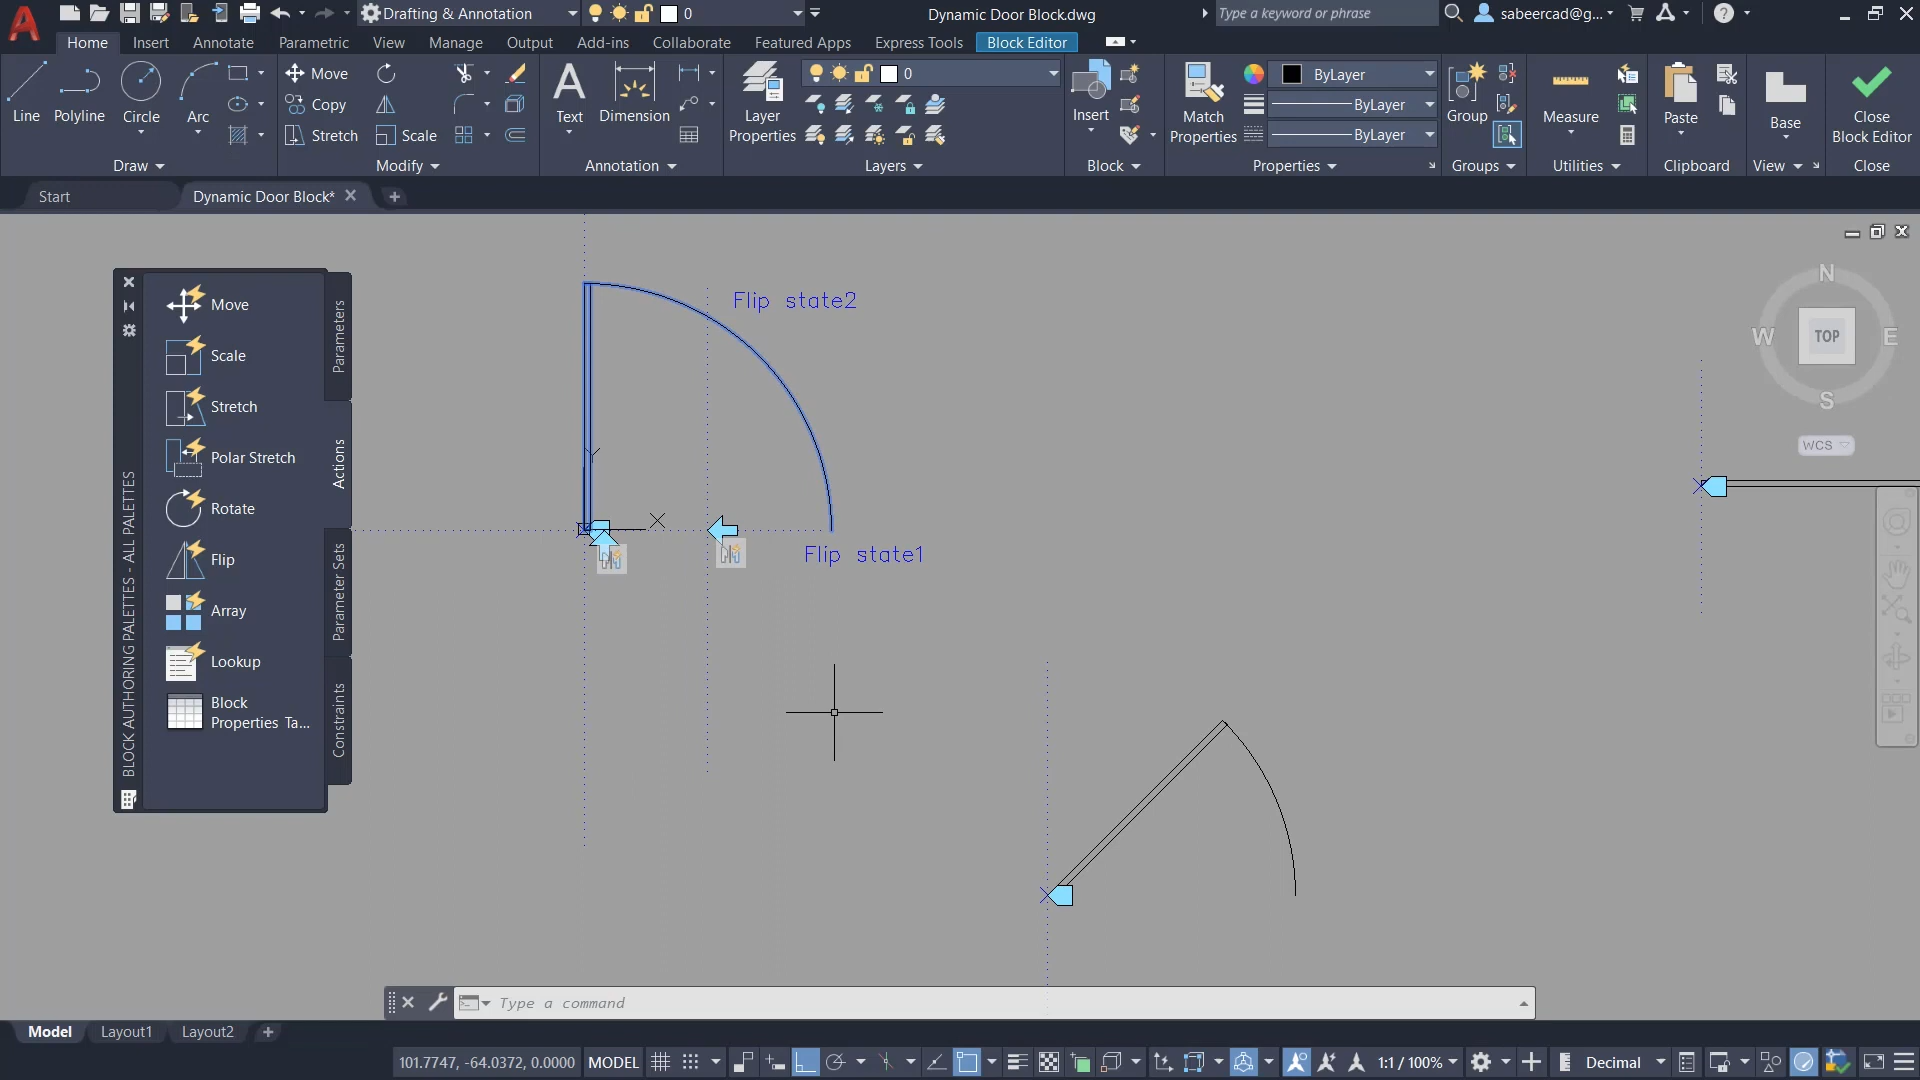 Drafting & Annotation
0
Dynamic Door Block.dwg
Type a keyword or phrase
sabeercad@g...
Home
Insert
Annotate
Parametric
View
Manage
Output
Add-ins
Collaborate
Featured Apps
Express Tools
Block Editor
Line
Polyline
Circle
Arc
Draw
Move
Copy
Stretch
Scale
Modify
Text
Dimension
Annotation
Layer
Properties
0
Layers
Insert
Block
Match
Properties
ByLayer
ByLayer
ByLayer
Properties
Group
Groups
Measure
Utilities
Paste
Clipboard
Base
View
Close
Block Editor
Close
Start
Dynamic Door Block*
BLOCK AUTHORING PALETTES - ALL PALETTES
Move
Scale
Stretch
Polar Stretch
Rotate
Flip
Array
Lookup
Block
Properties Ta...
Parameters
Actions
Parameter Sets
Constraints
Flip state2
Y
X
Flip state1
N
W
TOP
E
S
WCS
Type a command
Model
Layout1
Layout2
101.7747, -64.0372, 0.0000
MODEL
1:1 / 100%
Decimal